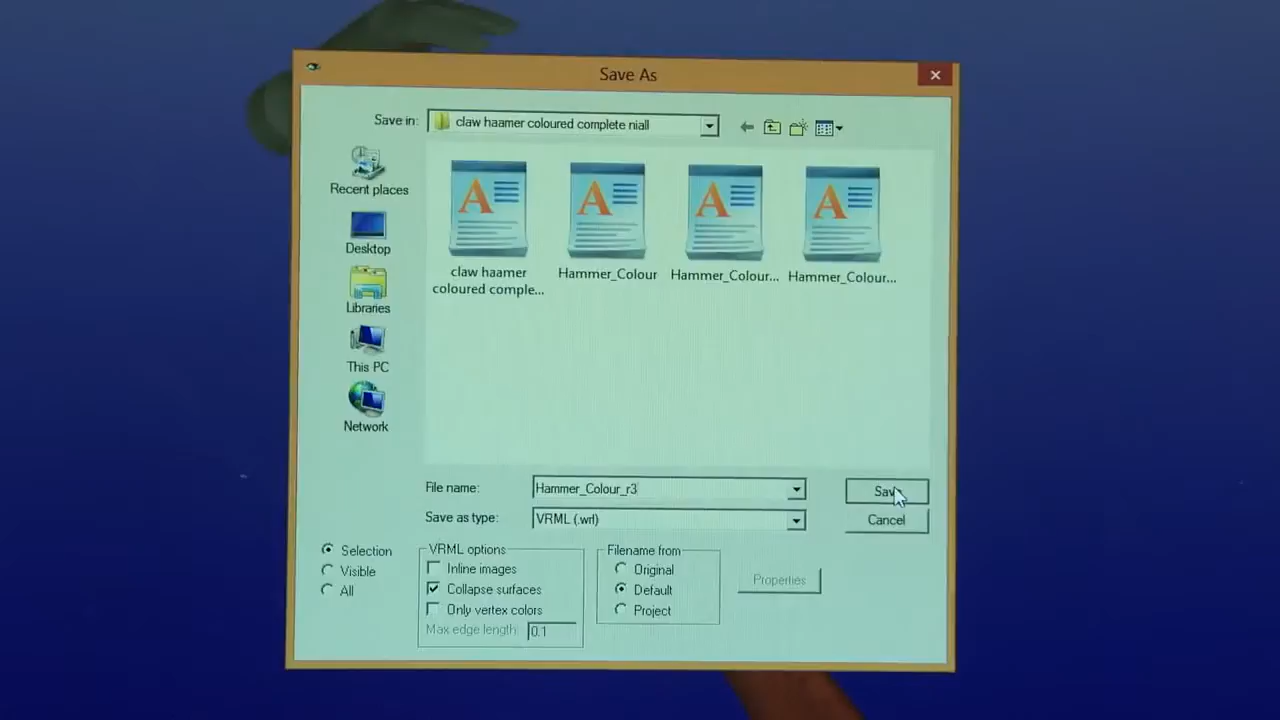 Save As
Save in: claw haamer coloured complete niall
Recent places
Desktop
Libraries
This PC
Network
claw haamer
coloured comple...
Hammer_Colour
Hammer_Colour...
Hammer_Colour...
File name: Hammer_Colour_r3
Save
Save as type: VRML (.wrl)
Cancel
Selection
Visible
All
VRML options
Inline images
Collapse surfaces
Only vertex colors
Max edge length: 0.1
Filename from
Original
Default
Project
Properties